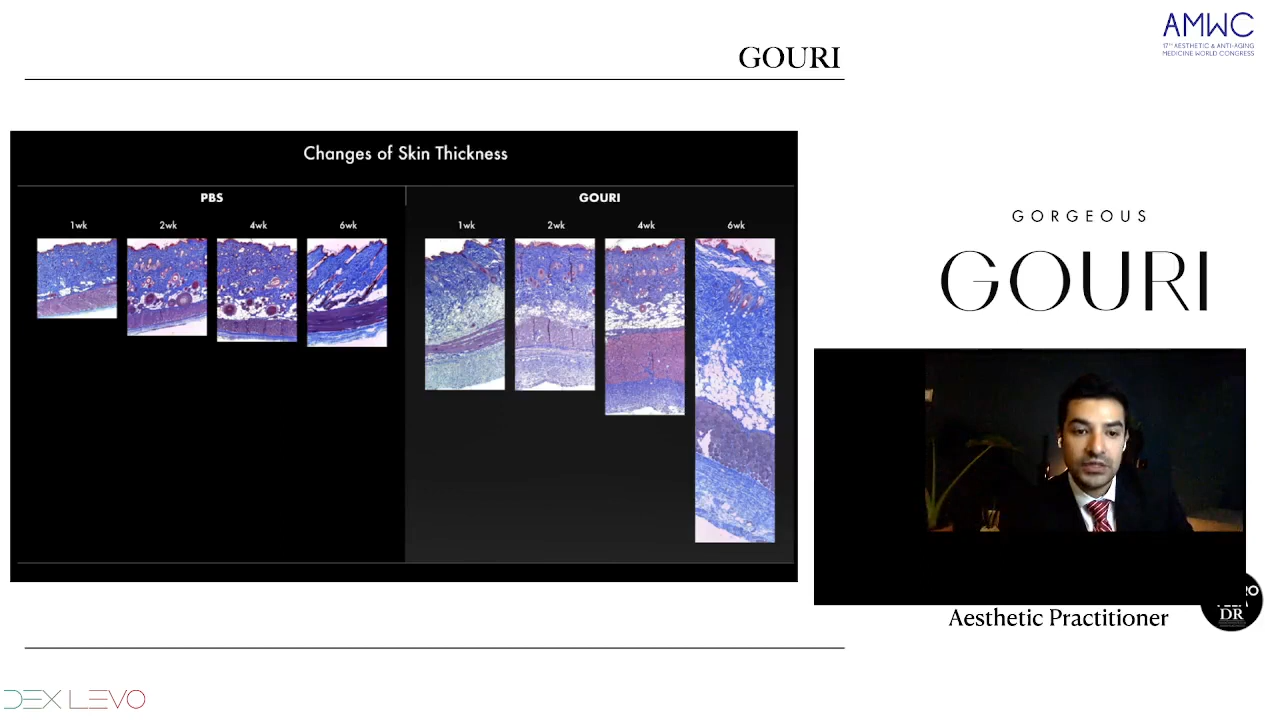 AMWC
17TH AESTHETIC & ANTI-AGING
MEDICINE WORLD CONGRESS
GOURI
Changes of Skin Thickness
PBS
GOURI
1wk
2wk
4wk
6wk
1wk
2wk
4wk
6wk
GORGEOUS
GOURI
Aesthetic Practitioner
DR
DEX LEVO